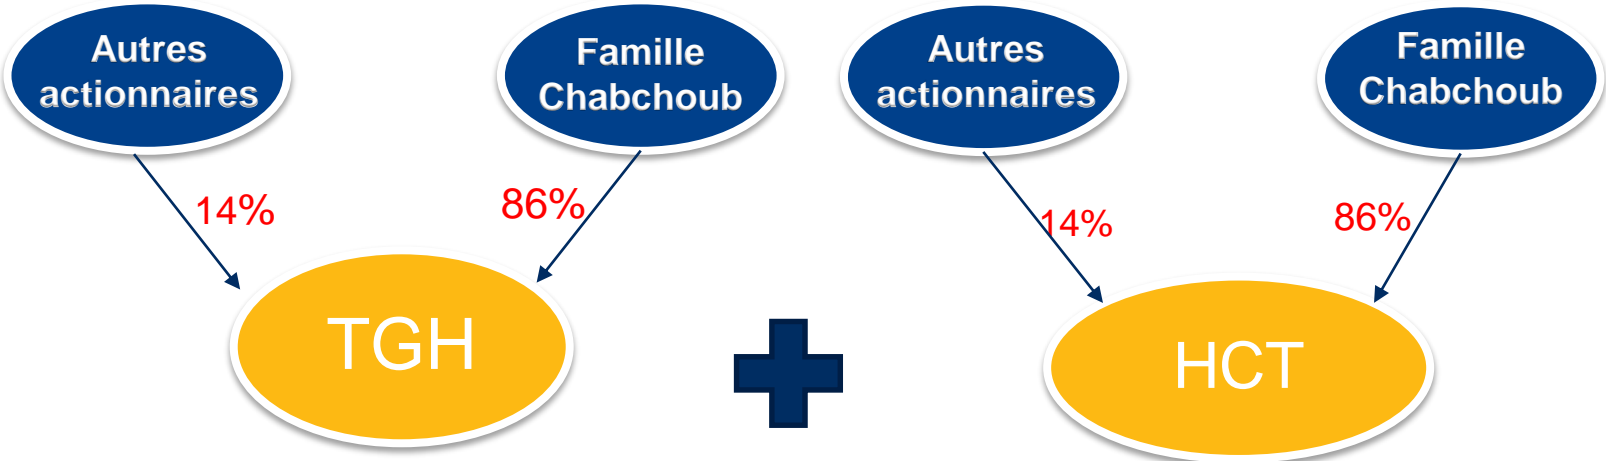 Autres
actionnaires
Famille
Chabchoub
Autres
actionnaires
Famille
Chabchoub
14%
86%
14%
86%
TGH
HCT